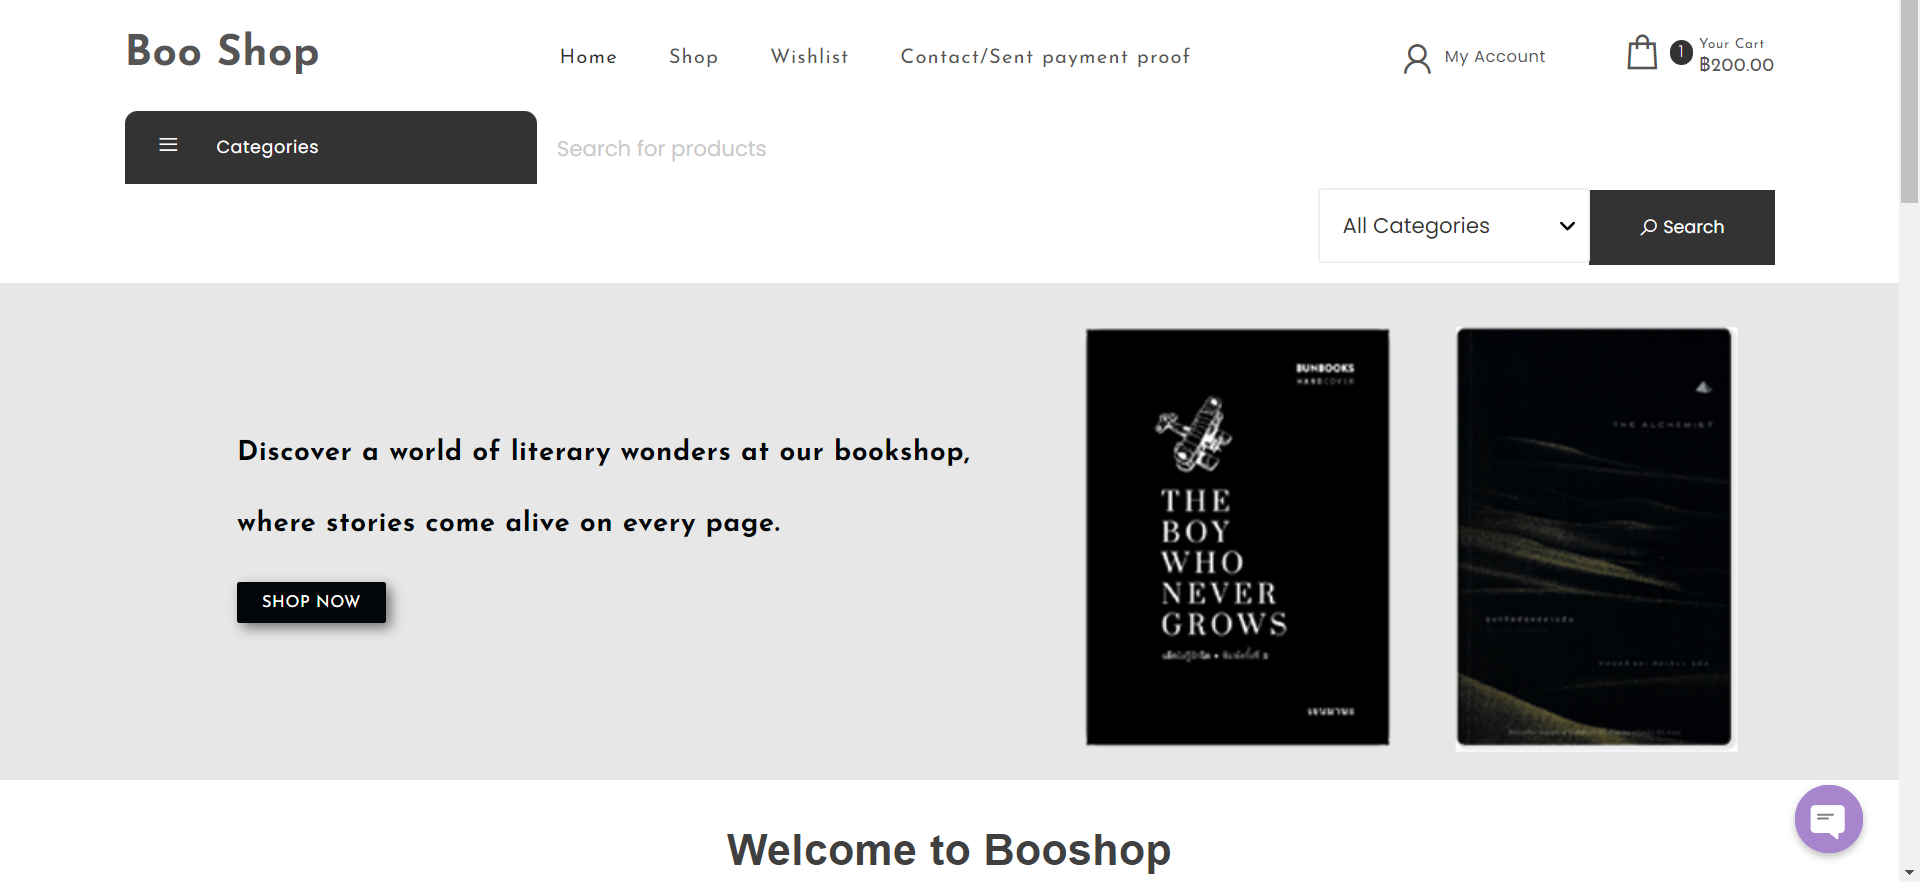 Boo Shop
Home
Shop
Wishlist
Contact/Sent payment proof
My Account
1
Your Cart
฿200.00
Categories
Search for products
All Categories
Search
Discover a world of literary wonders at our bookshop,
where stories come alive on every page.
SHOP NOW
BUNBOOKS
HARDCOVER
THE
BOY
WHO
NEVER
GROWS
THE ALCHEMIST
Welcome to Booshop